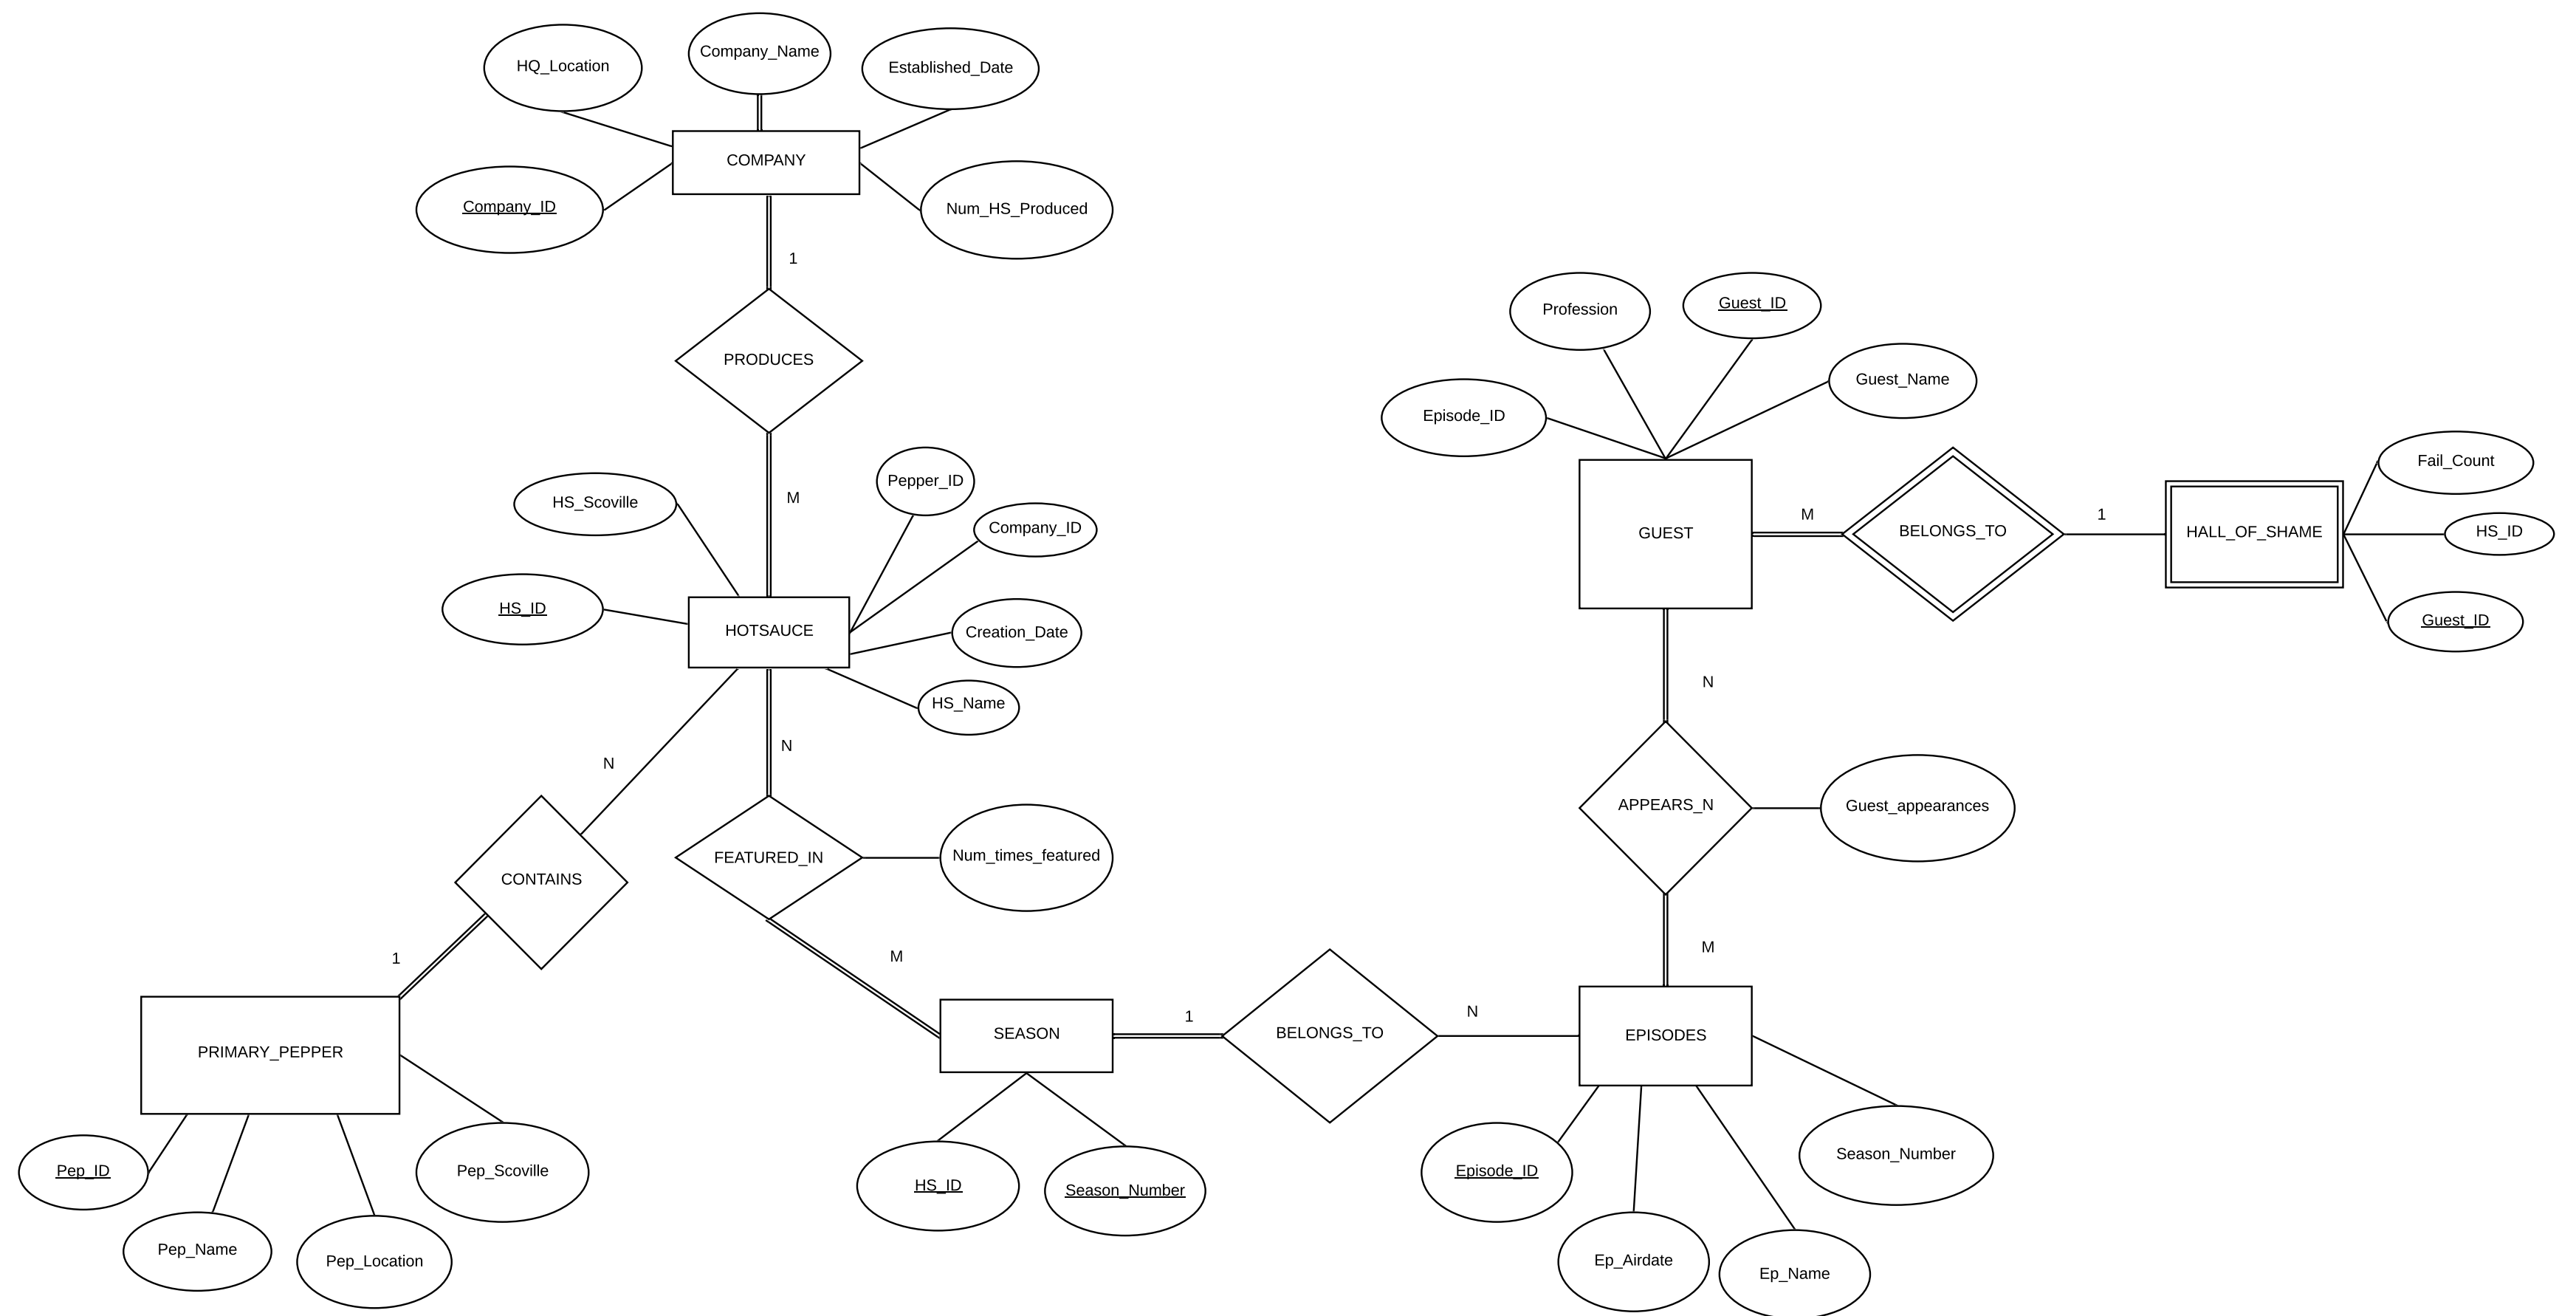 Company_Name
HQ_Location
Established_Date
COMPANY
Company_ID
Num_HS_Produced
1
PRODUCES
M
HS_Scoville
Pepper_ID
Company_ID
HS_ID
HOTSAUCE
Creation_Date
HS_Name
N
N
CONTAINS
FEATURED_IN
Num_times_featured
1
M
PRIMARY_PEPPER
Pep_ID
Pep_Name
Pep_Location
Pep_Scoville
SEASON
HS_ID
Season_Number
1
BELONGS_TO
N
Profession
Guest_ID
Guest_Name
Episode_ID
GUEST
M
BELONGS_TO
1
HALL_OF_SHAME
Fail_Count
HS_ID
Guest_ID
N
APPEARS_N
Guest_appearances
M
EPISODES
Episode_ID
Ep_Airdate
Ep_Name
Season_Number